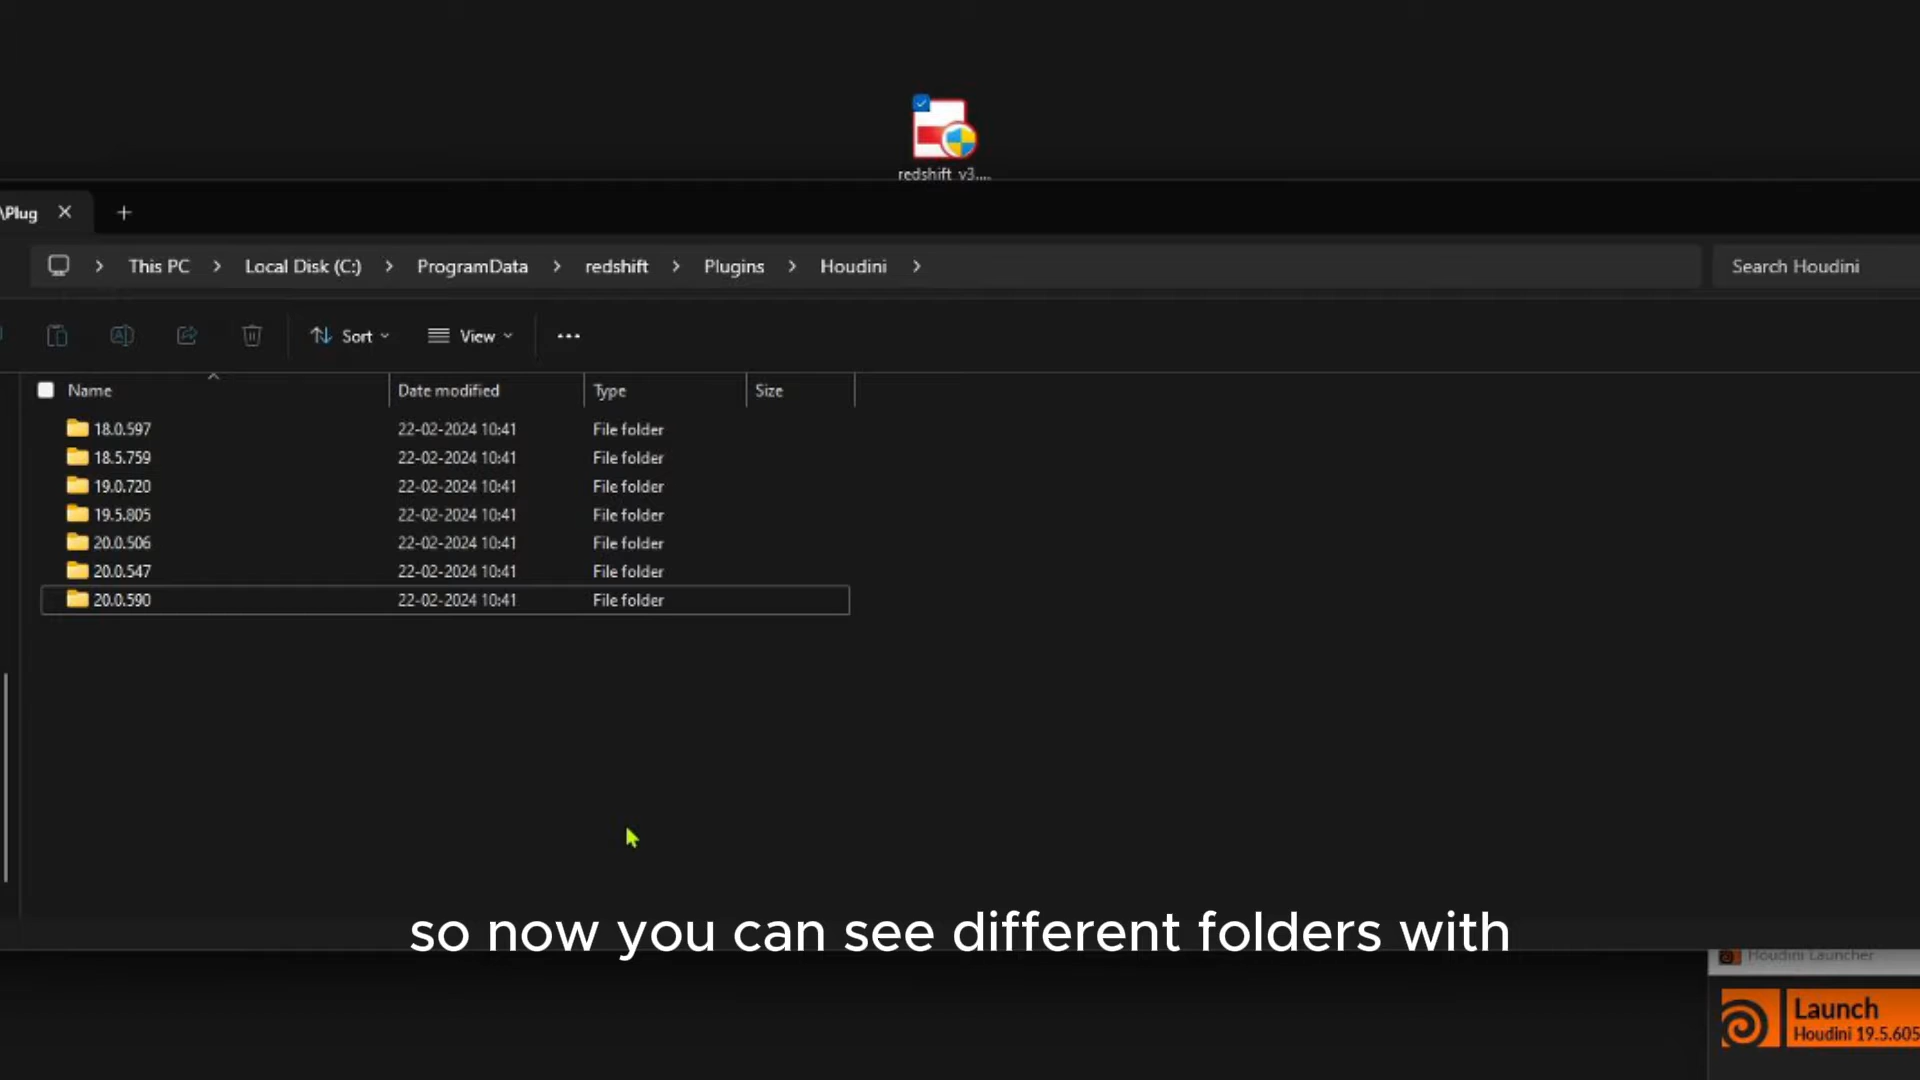 redshift_v3....
\Plug
This PC > Local Disk (C:) > ProgramData > redshift > Plugins > Houdini >
Search Houdini
Sort
View
Name Date modified Type Size
18.0.597 22-02-2024 10:41 File folder
18.5.759 22-02-2024 10:41 File folder
19.0.720 22-02-2024 10:41 File folder
19.5.805 22-02-2024 10:41 File folder
20.0.506 22-02-2024 10:41 File folder
20.0.547 22-02-2024 10:41 File folder
20.0.590 22-02-2024 10:41 File folder
so now you can see different folders with
Houdini Launcher
Launch
Houdini 19.5.605